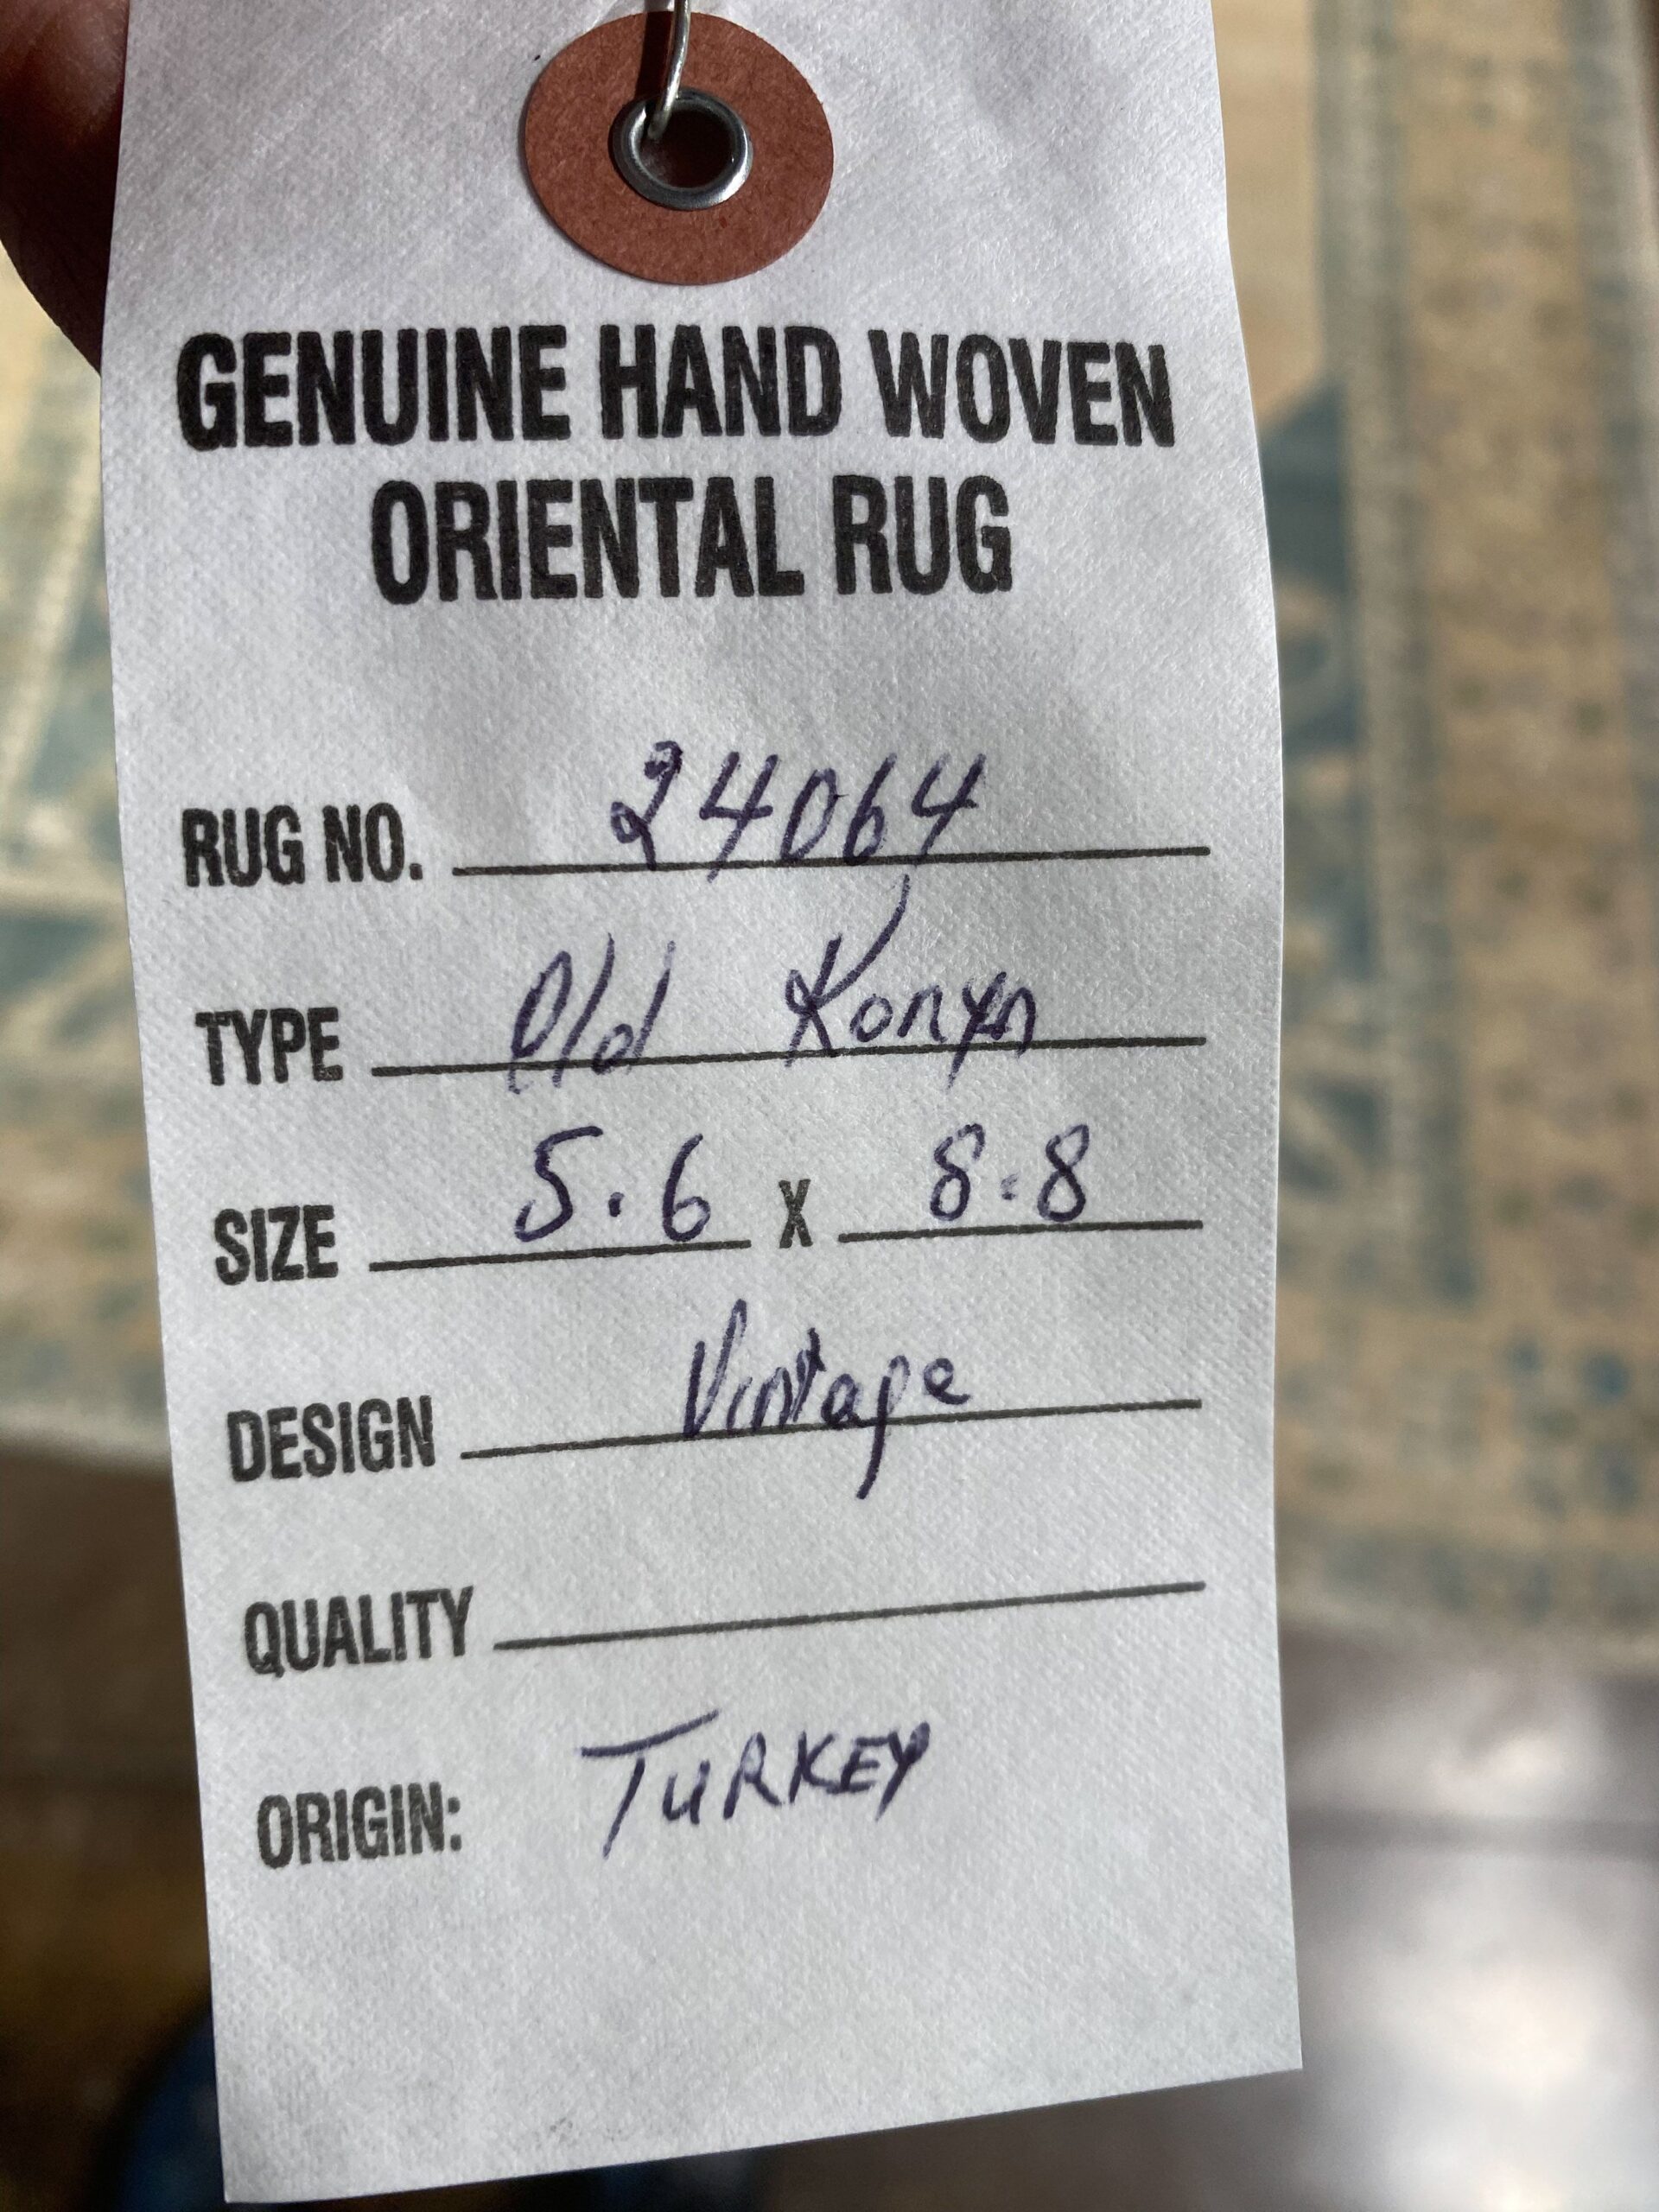 GENUINE HAND WOVEN
ORIENTAL RUG
RUG NO. 24064
TYPE Old Konya
SIZE 5.6 X 8.8
DESIGN Vintage
QUALITY
ORIGIN: TURKEY